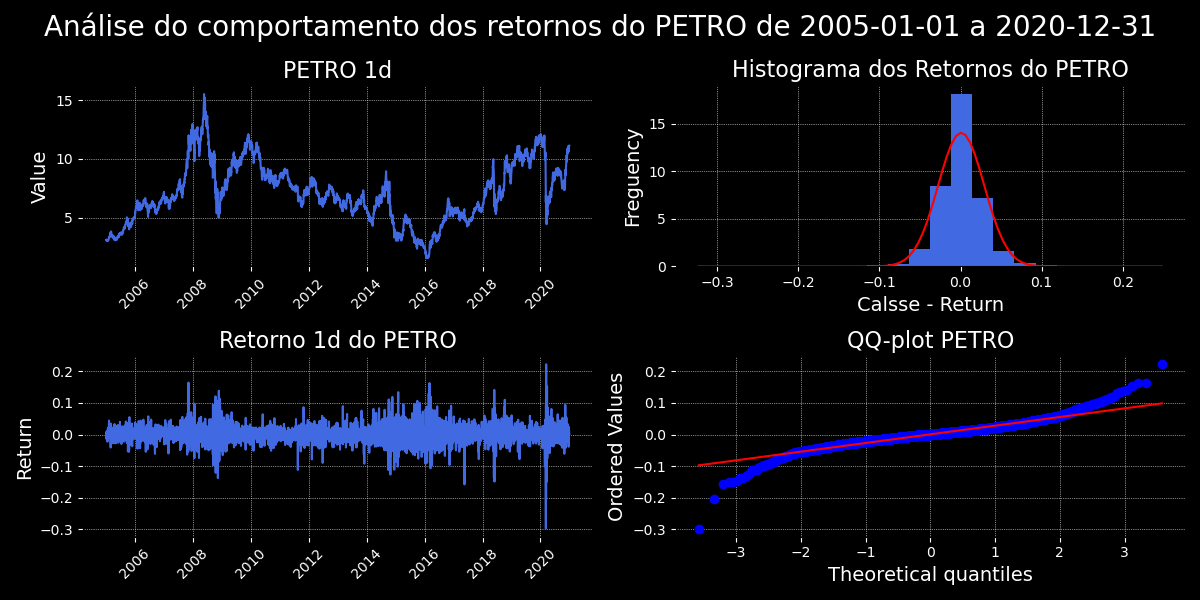 Análise do comportamento dos retornos do PETRO de 2005-01-01 a 2020-12-31
PETRO 1d
Value
15
10
5
2006 2008 2010 2012 2014 2016 2018 2020
Histograma dos Retornos do PETRO
Freguency
15
10
5
0
−0.3 −0.2 −0.1 0.0 0.1 0.2
Calsse - Return
Retorno 1d do PETRO
Return
0.2
0.1
0.0
−0.1
−0.2
−0.3
2006 2008 2010 2012 2014 2016 2018 2020
QQ-plot PETRO
Ordered Values
0.2
0.1
0.0
−0.1
−0.2
−0.3
−3 −2 −1 0 1 2 3
Theoretical quantiles